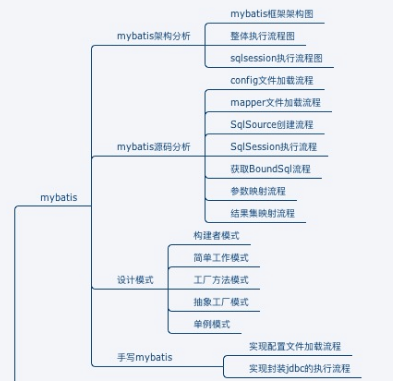 mybatis
mybatis架构分析
mybatis框架架构图
整体执行流程图
sqlsession执行流程图
mybatis源码分析
config文件加载流程
mapper文件加载流程
SqlSource创建流程
SqlSession执行流程
获取BoundSql流程
参数映射流程
结果集映射流程
设计模式
构建者模式
简单工作模式
工厂方法模式
抽象工厂模式
单例模式
手写mybatis
实现配置文件加载流程
实现封装jdbc的执行流程